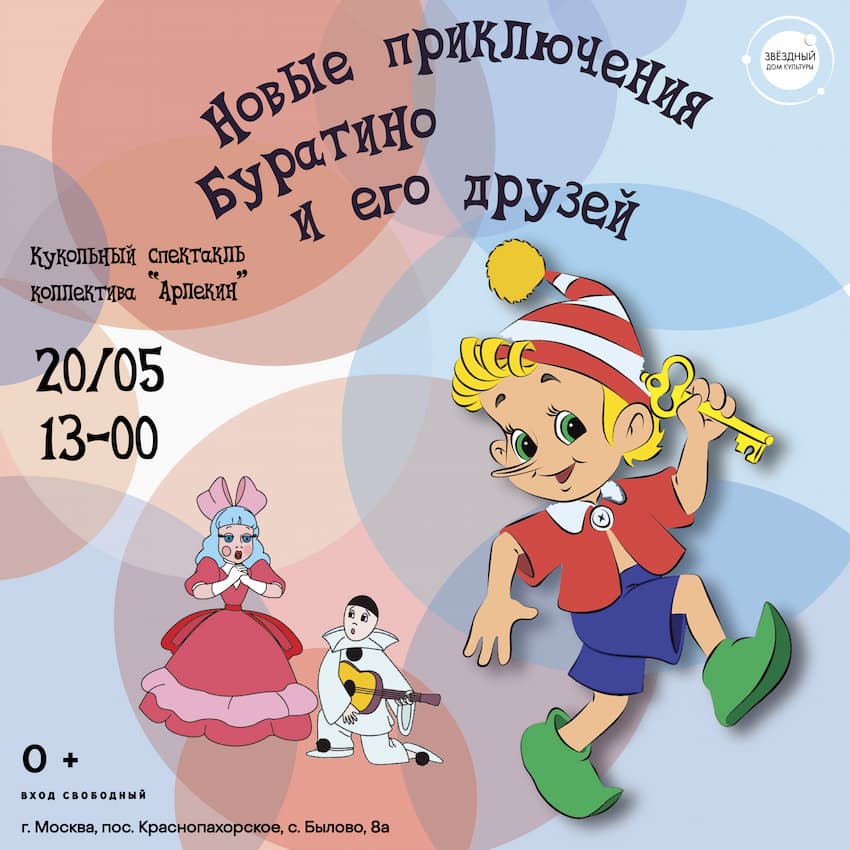 ЗВЁЗДНЫЙ
ДОМ КУЛЬТУРЫ
Новые приключения
Буратино
и его друзей
Кукольный спектакль
коллектива "Арлекин"
20/05
13-00
0 +
ВХОД СВОБОДНЫЙ
г. Москва, пос. Краснопахорское, с. Былово, 8а